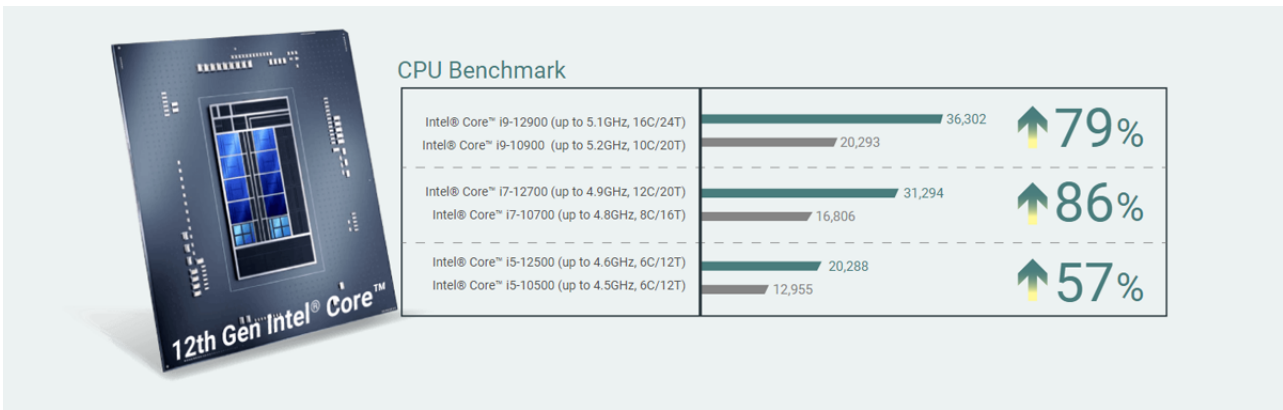 CPU Benchmark
Intel® Core™ i9-12900 (up to 5.1GHz, 16C/24T) 36,302
Intel® Core™ i9-10900 (up to 5.2GHz, 10C/20T) 20,293
79%
Intel® Core™ i7-12700 (up to 4.9GHz, 12C/20T) 31,294
Intel® Core™ i7-10700 (up to 4.8GHz, 8C/16T) 16,806
86%
Intel® Core™ i5-12500 (up to 4.6GHz, 6C/12T) 20,288
Intel® Core™ i5-10500 (up to 4.5GHz, 6C/12T) 12,955
57%
12th Gen Intel® Core™